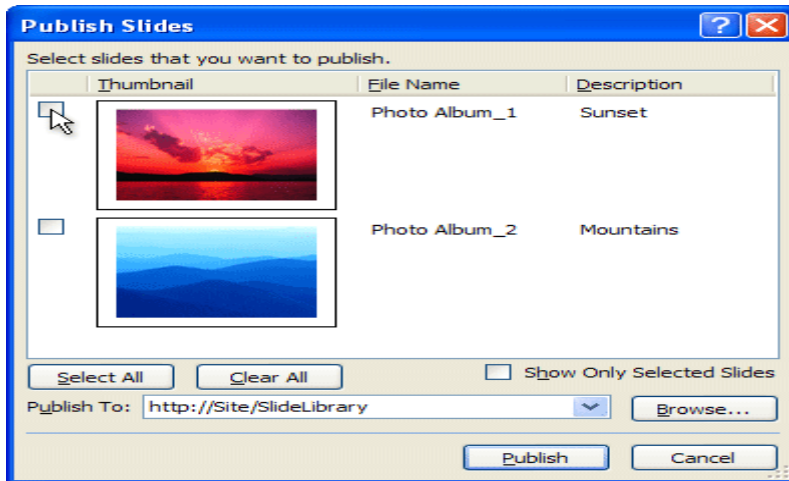 Publish Slides
Select slides that you want to publish.
Thumbnail File Name Description
Photo Album_1 Sunset
Photo Album_2 Mountains
Select All Clear All Show Only Selected Slides
Publish To: http://Site/SlideLibrary Browse...
Publish Cancel